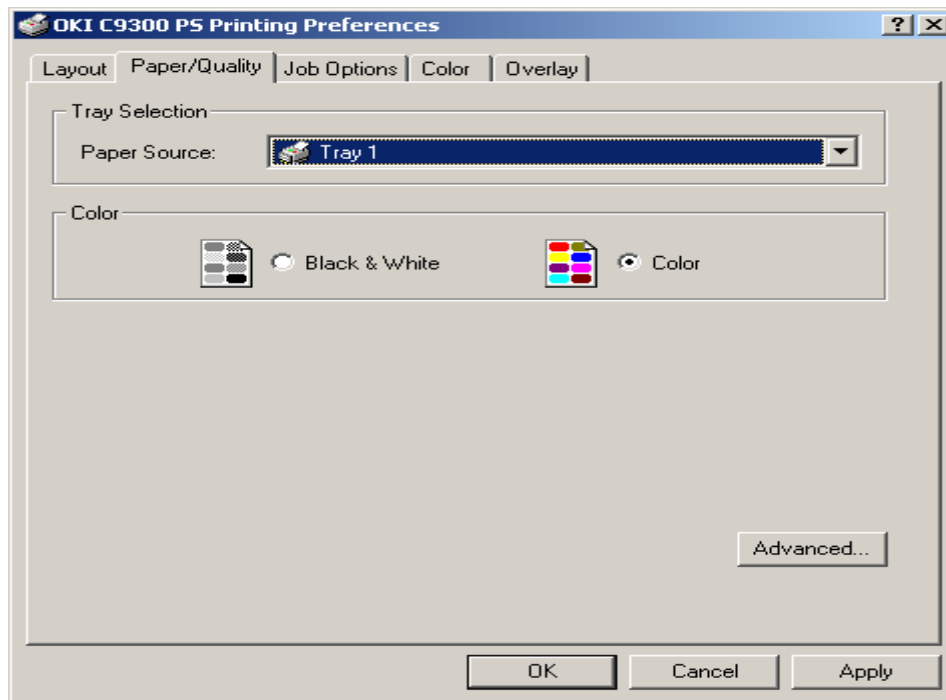 OKI C9300 PS Printing Preferences
Layout Paper/Quality Job Options Color Overlay
Tray Selection
Paper Source: Tray 1
Color
Black & White Color
Advanced...
OK Cancel Apply